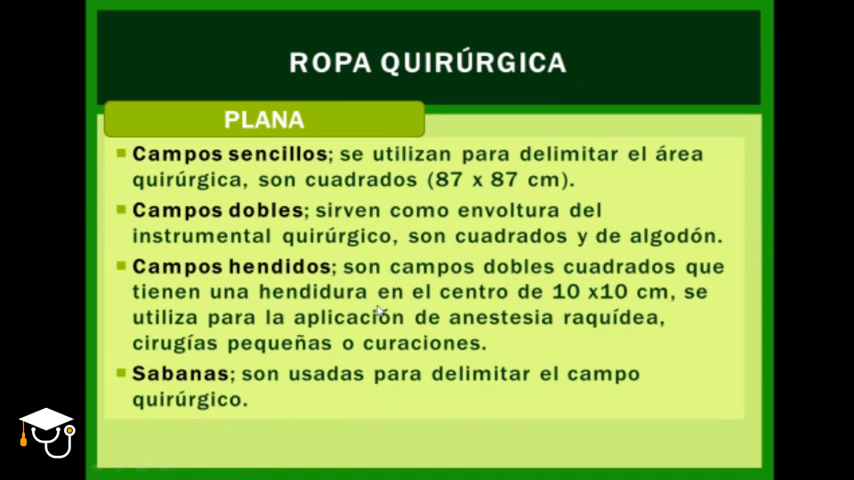 ROPA QUIRÚRGICA
PLANA
Campos sencillos; se utilizan para delimitar el área
quirúrgica, son cuadrados (87 x 87 cm).
Campos dobles; sirven como envoltura del
instrumental quirúrgico, son cuadrados y de algodón.
Campos hendidos; son campos dobles cuadrados que
tienen una hendidura en el centro de 10 x10 cm, se
utiliza para la aplicación de anestesia raquídea,
cirugías pequeñas o curaciones.
Sabanas; son usadas para delimitar el campo
quirúrgico.